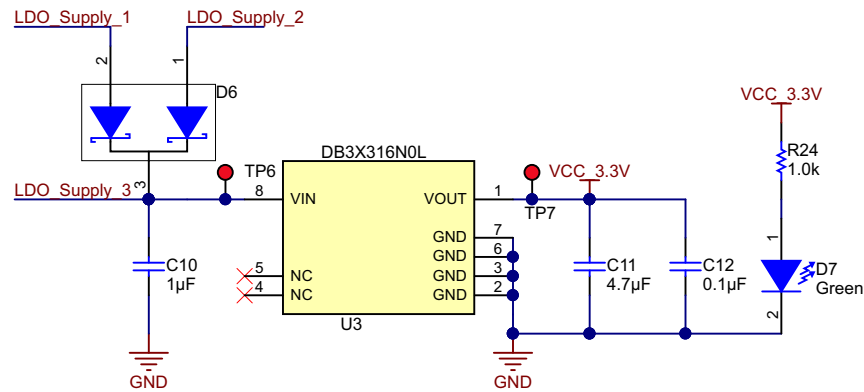 LDO_Supply_1
LDO_Supply_2
2
1
D6
VCC_3.3V
DB3X316N0L
R24
1.0k
TP6
VCC_3.3V
LDO_Supply_3
3
8
VIN
VOUT
1
TP7
GND
7
GND
6
GND
3
GND
2
5
NC
4
NC
C10
1µF
C11
4.7µF
C12
0.1µF
1
D7
Green
2
U3
GND
GND